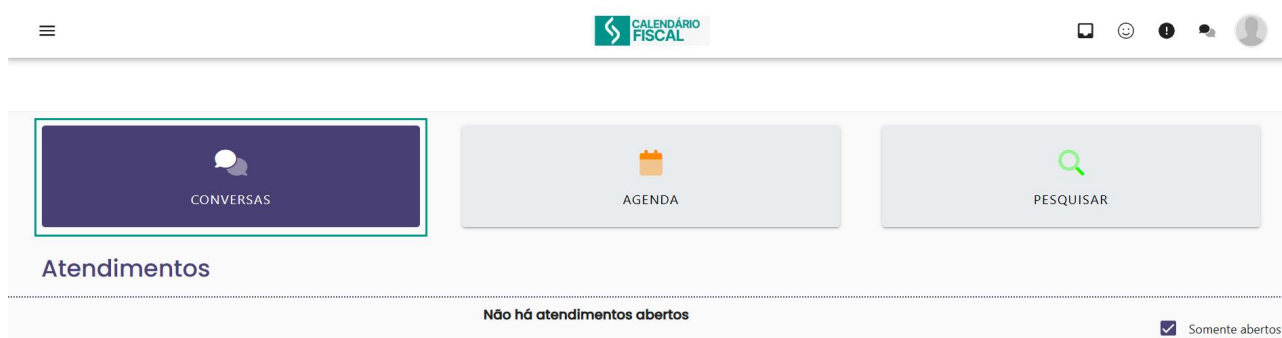 CALENDÁRIO
FISCAL
CONVERSAS
AGENDA
PESQUISAR
Atendimentos
Não há atendimentos abertos
Somente abertos